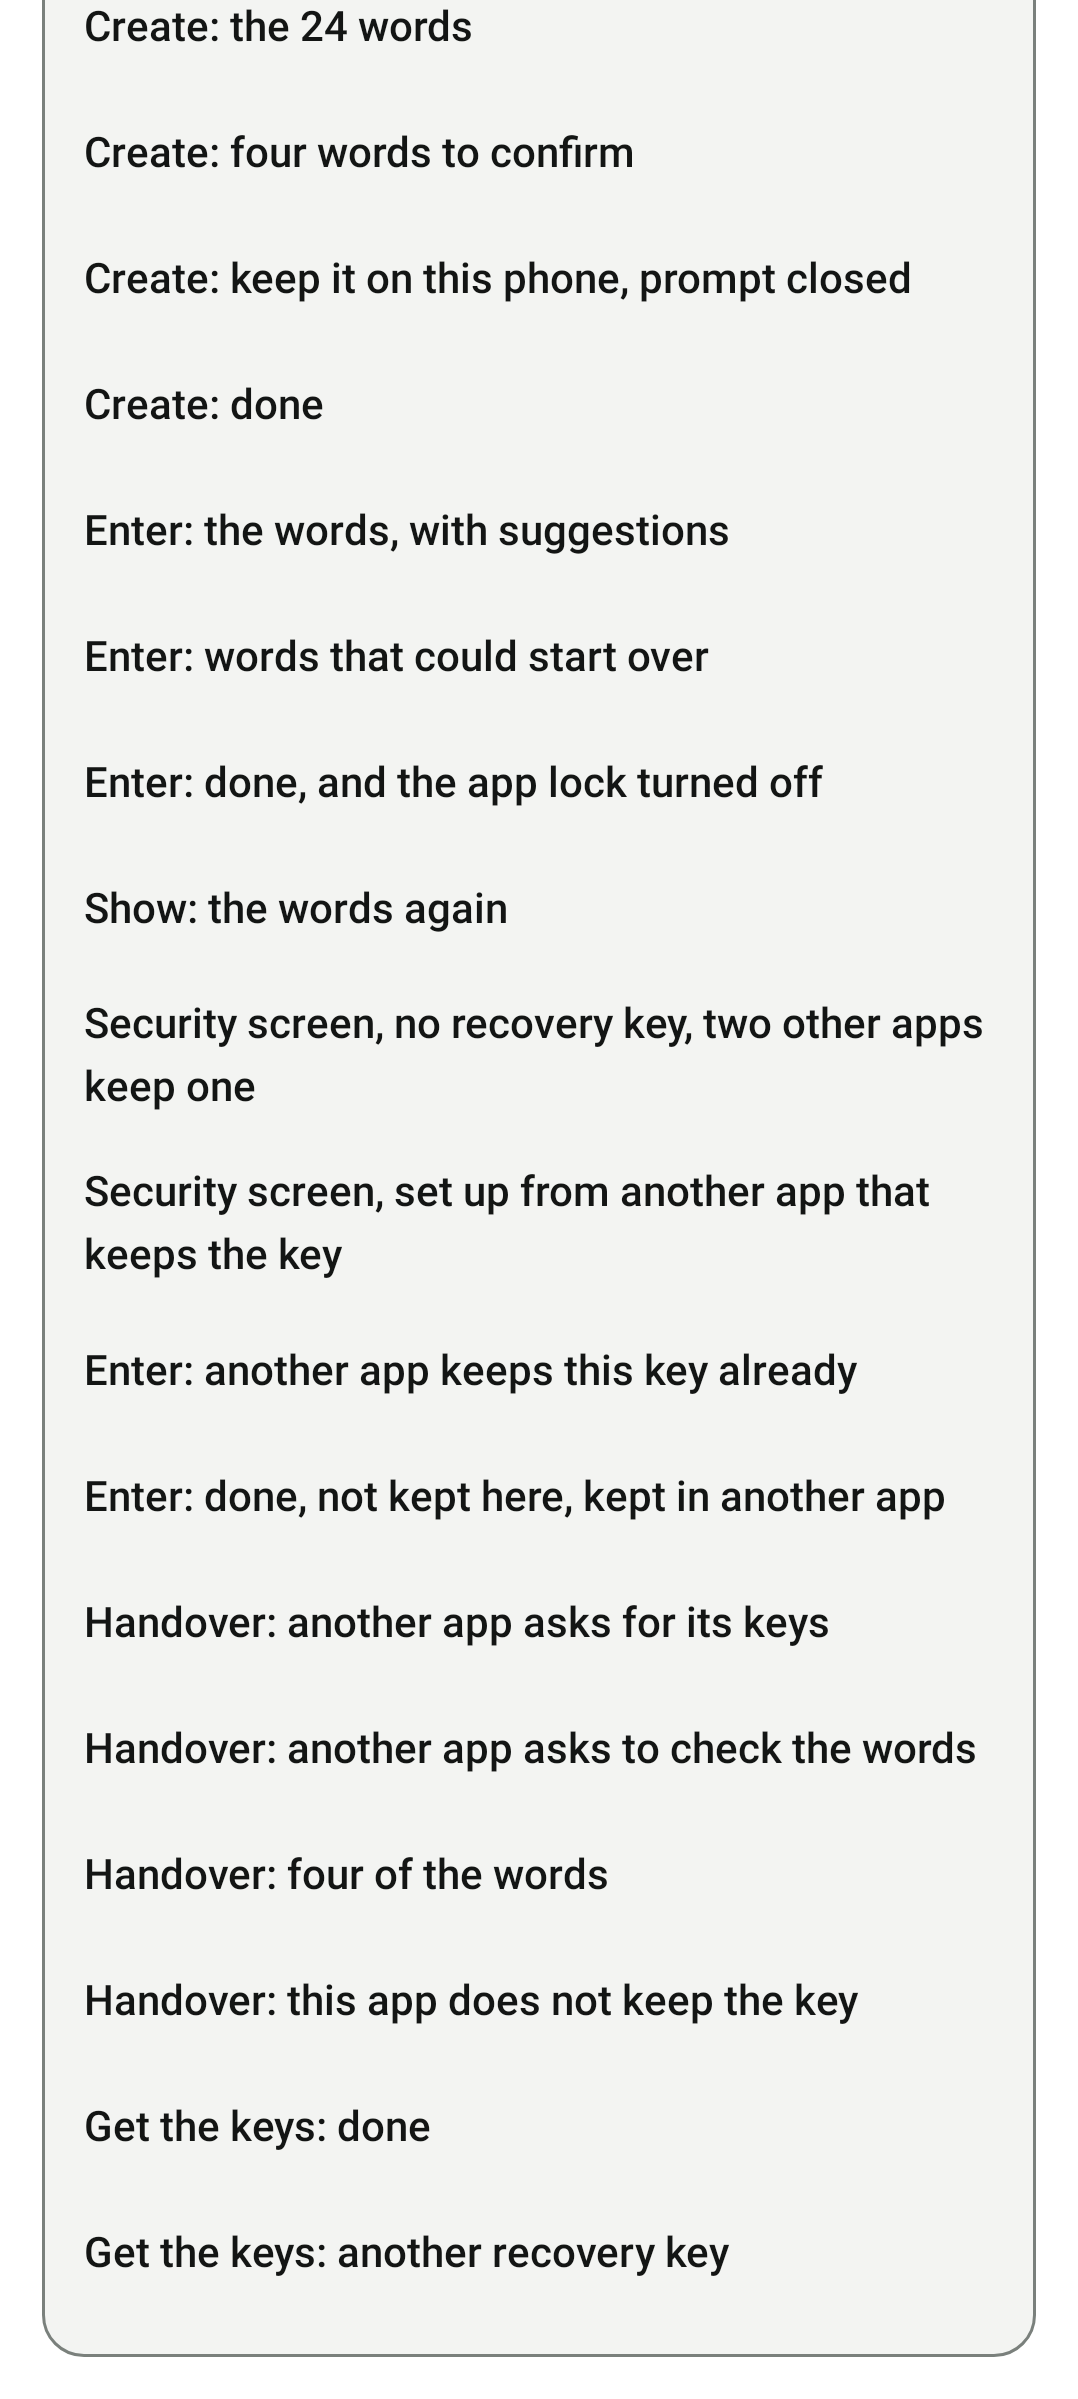 Create: the 24 words
Create: four words to confirm
Create: keep it on this phone, prompt closed
Create: done
Enter: the words, with suggestions
Enter: words that could start over
Enter: done, and the app lock turned off
Show: the words again
Security screen, no recovery key, two other apps
keep one
Security screen, set up from another app that
keeps the key
Enter: another app keeps this key already
Enter: done, not kept here, kept in another app
Handover: another app asks for its keys
Handover: another app asks to check the words
Handover: four of the words
Handover: this app does not keep the key
Get the keys: done
Get the keys: another recovery key